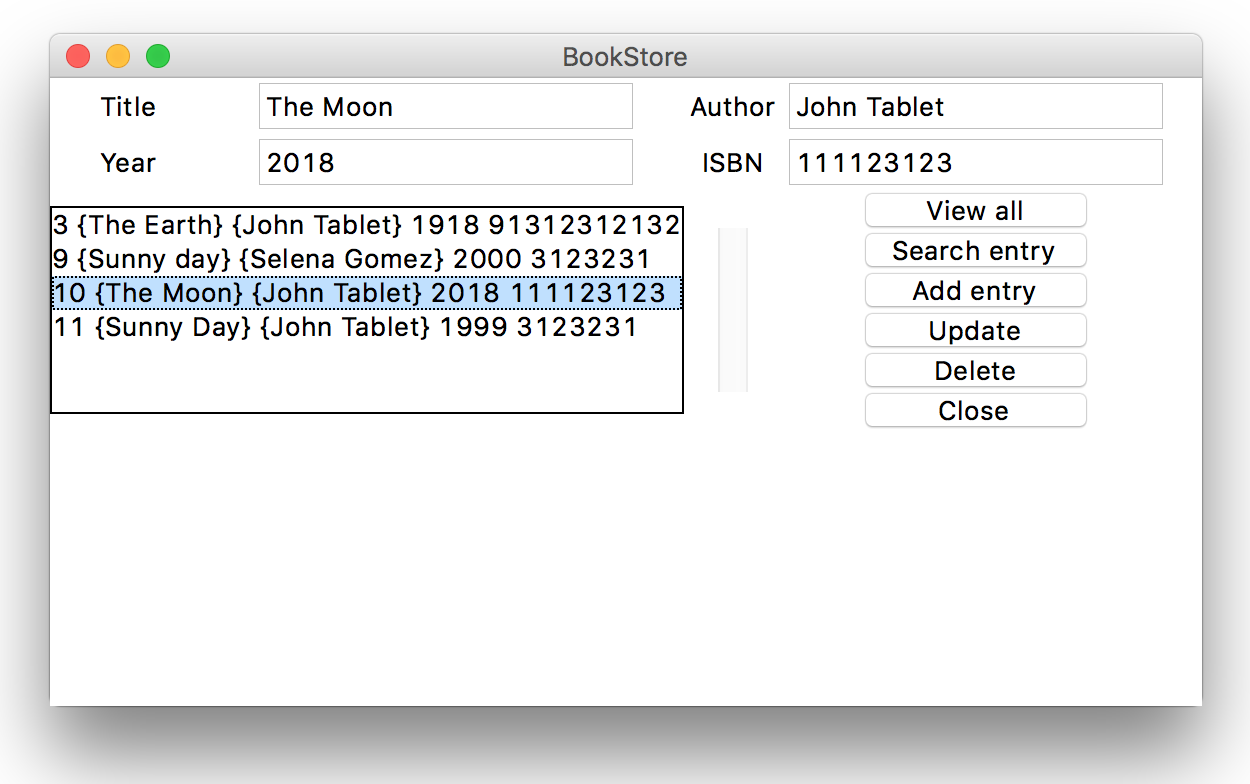 BookStore
Title The Moon Author John Tablet
Year 2018 ISBN 111123123
3 {The Earth} {John Tablet} 1918 91312312132
9 {Sunny day} {Selena Gomez} 2000 3123231
10 {The Moon} {John Tablet} 2018 111123123
11 {Sunny Day} {John Tablet} 1999 3123231
View all
Search entry
Add entry
Update
Delete
Close